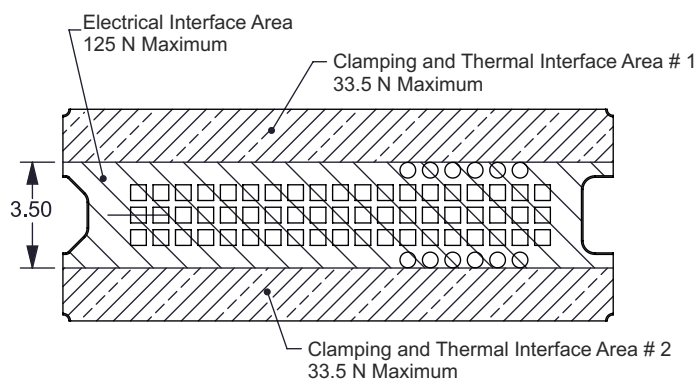 Electrical Interface Area
125 N Maximum
Clamping and Thermal Interface Area # 1
33.5 N Maximum
3.50
Clamping and Thermal Interface Area # 2
33.5 N Maximum